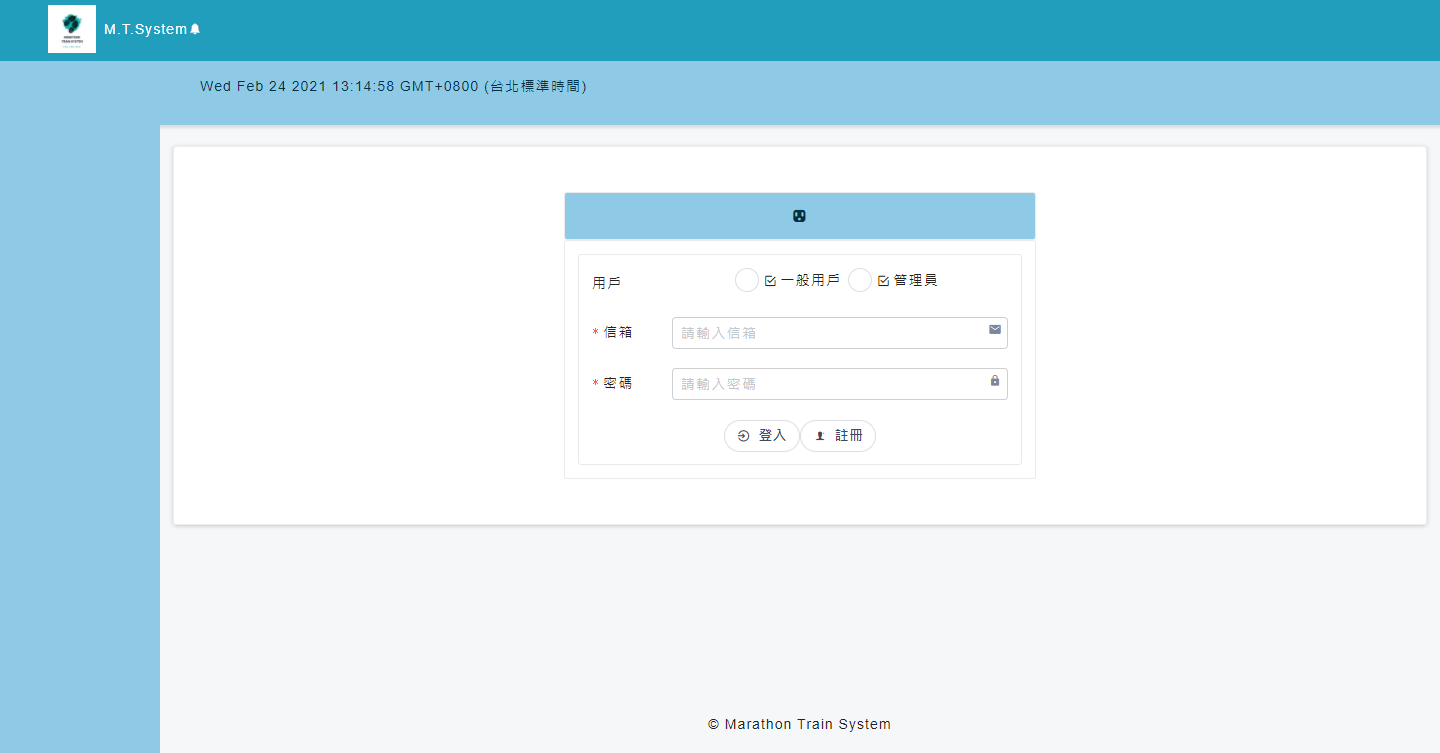 M.T.System
Wed Feb 24 2021 13:14:58 GMT+0800 (台北標準時間)
用戶
一般用戶
管理員
* 信箱
請輸入信箱
* 密碼
請輸入密碼
登入
註冊
© Marathon Train System